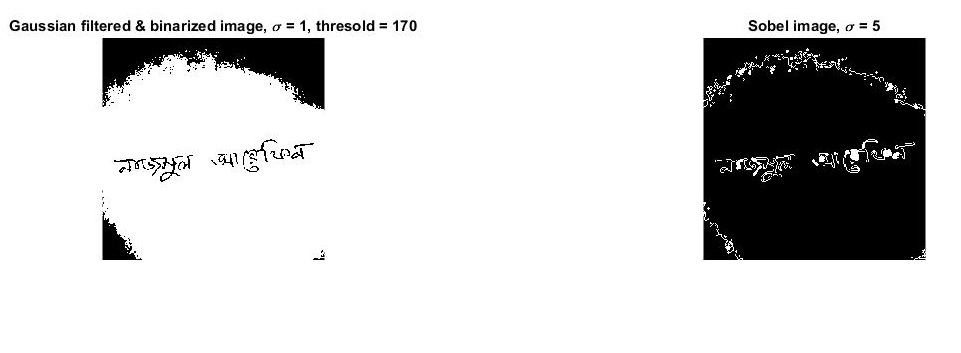 Gaussian filtered & binarized image, σ = 1, thresold = 170
Sobel image, σ = 5
নাজমুল আরেফিন
নাজমুল আরেফিন